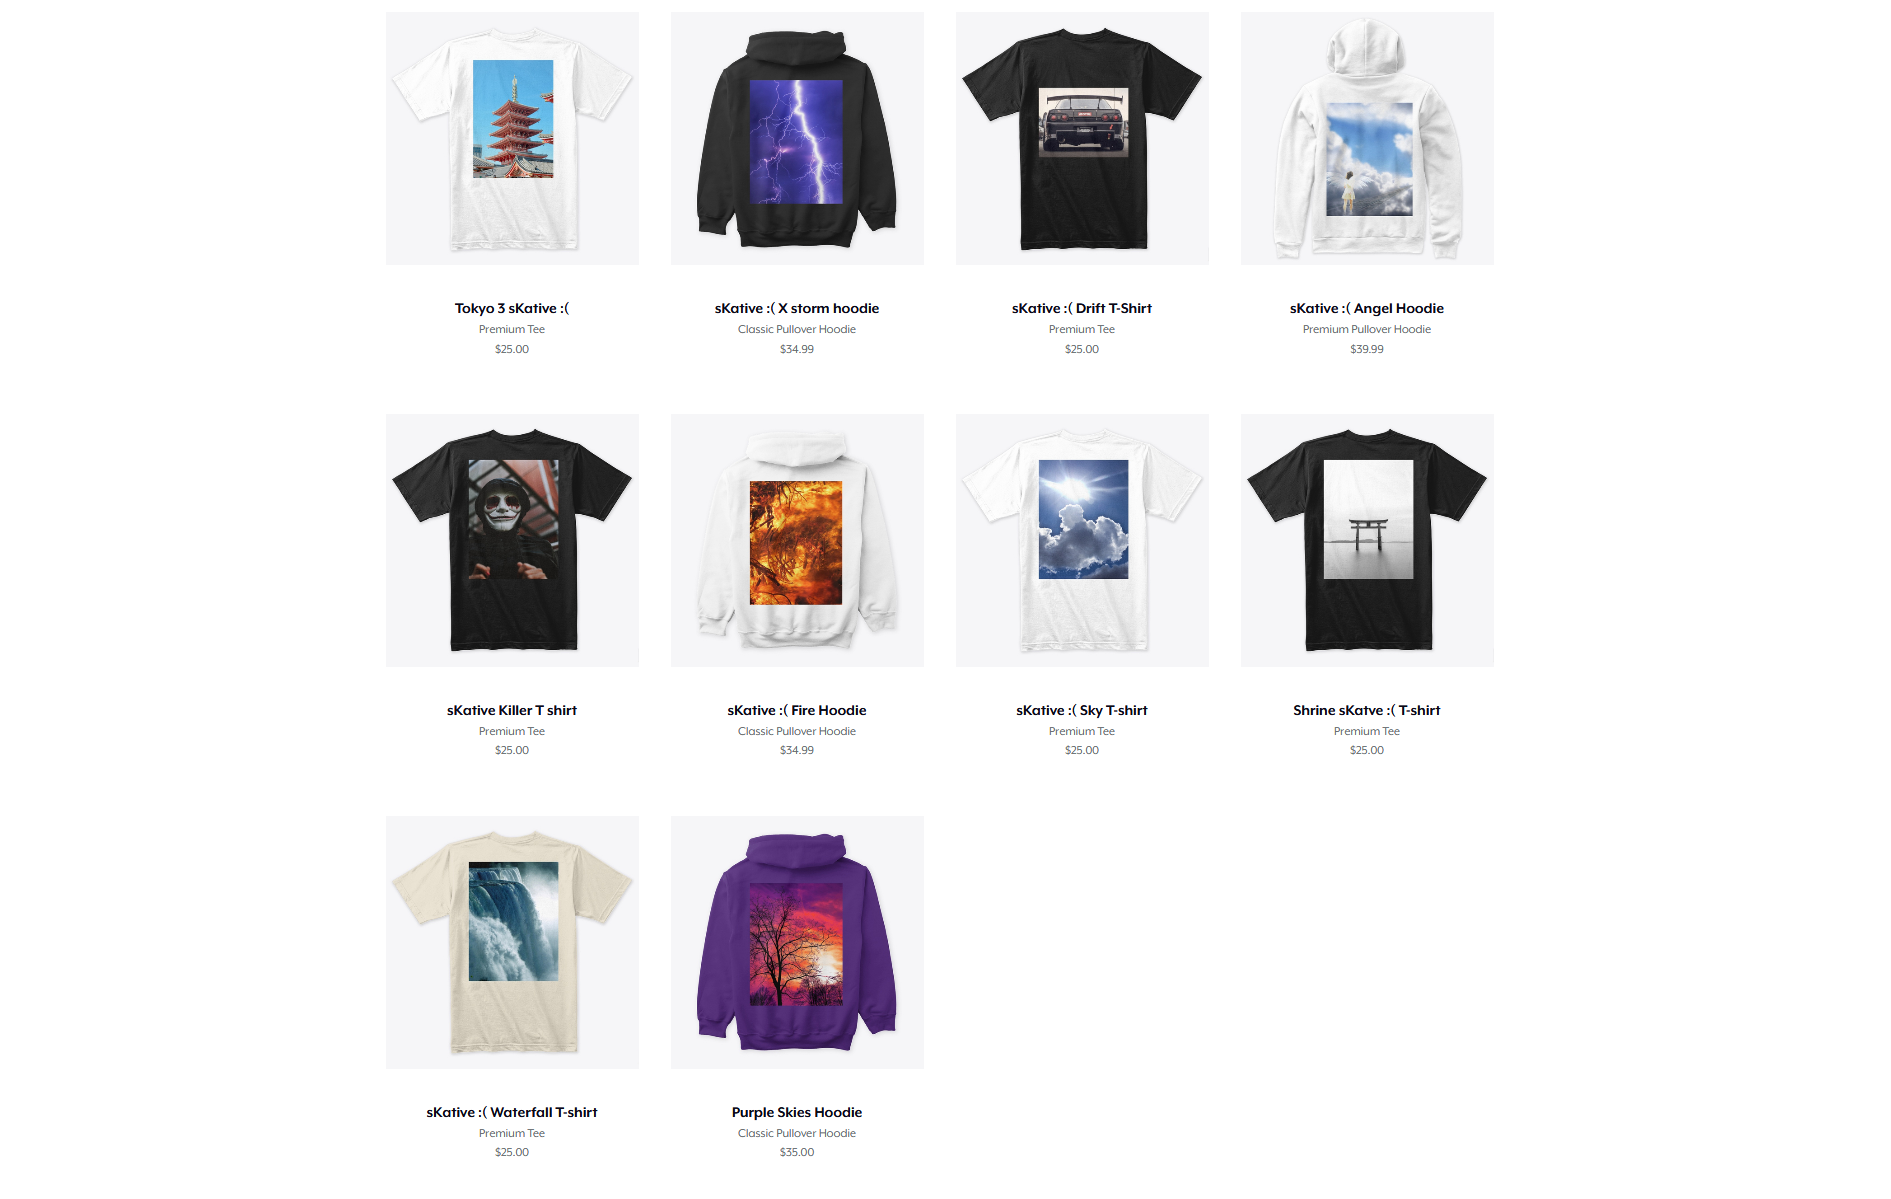 Tokyo 3 sKative :(
Premium Tee
$25.00
sKative :( X storm hoodie
Classic Pullover Hoodie
$34.99
sKative :( Drift T-Shirt
Premium Tee
$25.00
sKative :( Angel Hoodie
Premium Pullover Hoodie
$39.99
sKative Killer T shirt
Premium Tee
$25.00
sKative :( Fire Hoodie
Classic Pullover Hoodie
$34.99
sKative :( Sky T-shirt
Premium Tee
$25.00
Shrine sKatve :( T-shirt
Premium Tee
$25.00
sKative :( Waterfall T-shirt
Premium Tee
$25.00
Purple Skies Hoodie
Classic Pullover Hoodie
$35.00